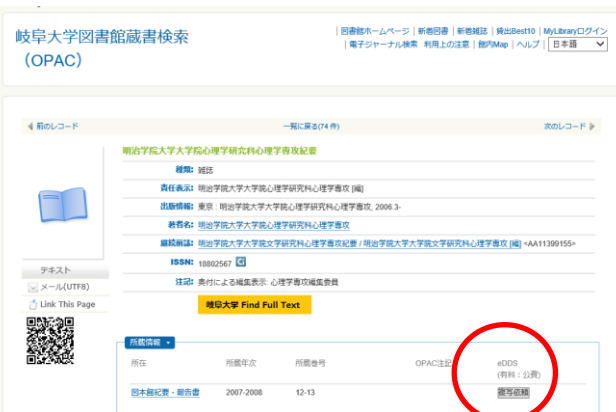 岐阜大学図書館蔵書検索
（OPAC）
| 図書館ホームページ | 新着図書 | 新着雑誌 | 貸出Best10 | MyLibraryログイン
| 電子ジャーナル検索 利用上の注意 | 館内Map | ヘルプ | 日本語
前のレコード
一覧に戻る(74 件)
次のレコード
明治学院大学大学院心理学研究科心理学専攻紀要
種類: 雑誌
責任表示: 明治学院大学大学院心理学研究科心理学専攻 [編]
出版情報: 東京 : 明治学院大学大学院心理学研究科心理学専攻, 2006.3-
著者名: 明治学院大学大学院心理学研究科心理学専攻
継続前誌: 明治学院大学大学院文学研究科心理学専攻紀要 / 明治学院大学大学院文学研究科心理学専攻 [編] <AA11399155>
ISSN: 18802567
注記: 奥付による編集表示: 心理学専攻編集委員
岐阜大学 Find Full Text
テキスト
メール(UTF8)
Link This Page
所蔵情報
所在 所蔵年次 所蔵巻号 OPAC注記 eDDS
(有料：公費)
図本館紀要・報告書 2007-2008 12-13 複写依頼